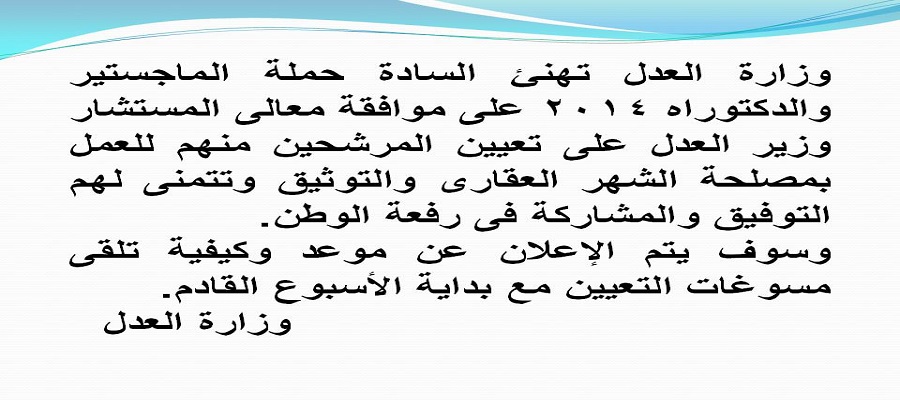 وزارة العدل تهنئ السادة حملة الماجستير
والدكتوراه ٢٠١٤ على موافقة معالى المستشار
وزير العدل على تعيين المرشحين منهم للعمل
بمصلحة الشهر العقارى والتوثيق وتتمنى لهم
التوفيق والمشاركة فى رفعة الوطن.
وسوف يتم الإعلان عن موعد وكيفية تلقى
مسوغات التعيين مع بداية الأسبوع القادم.
وزارة العدل